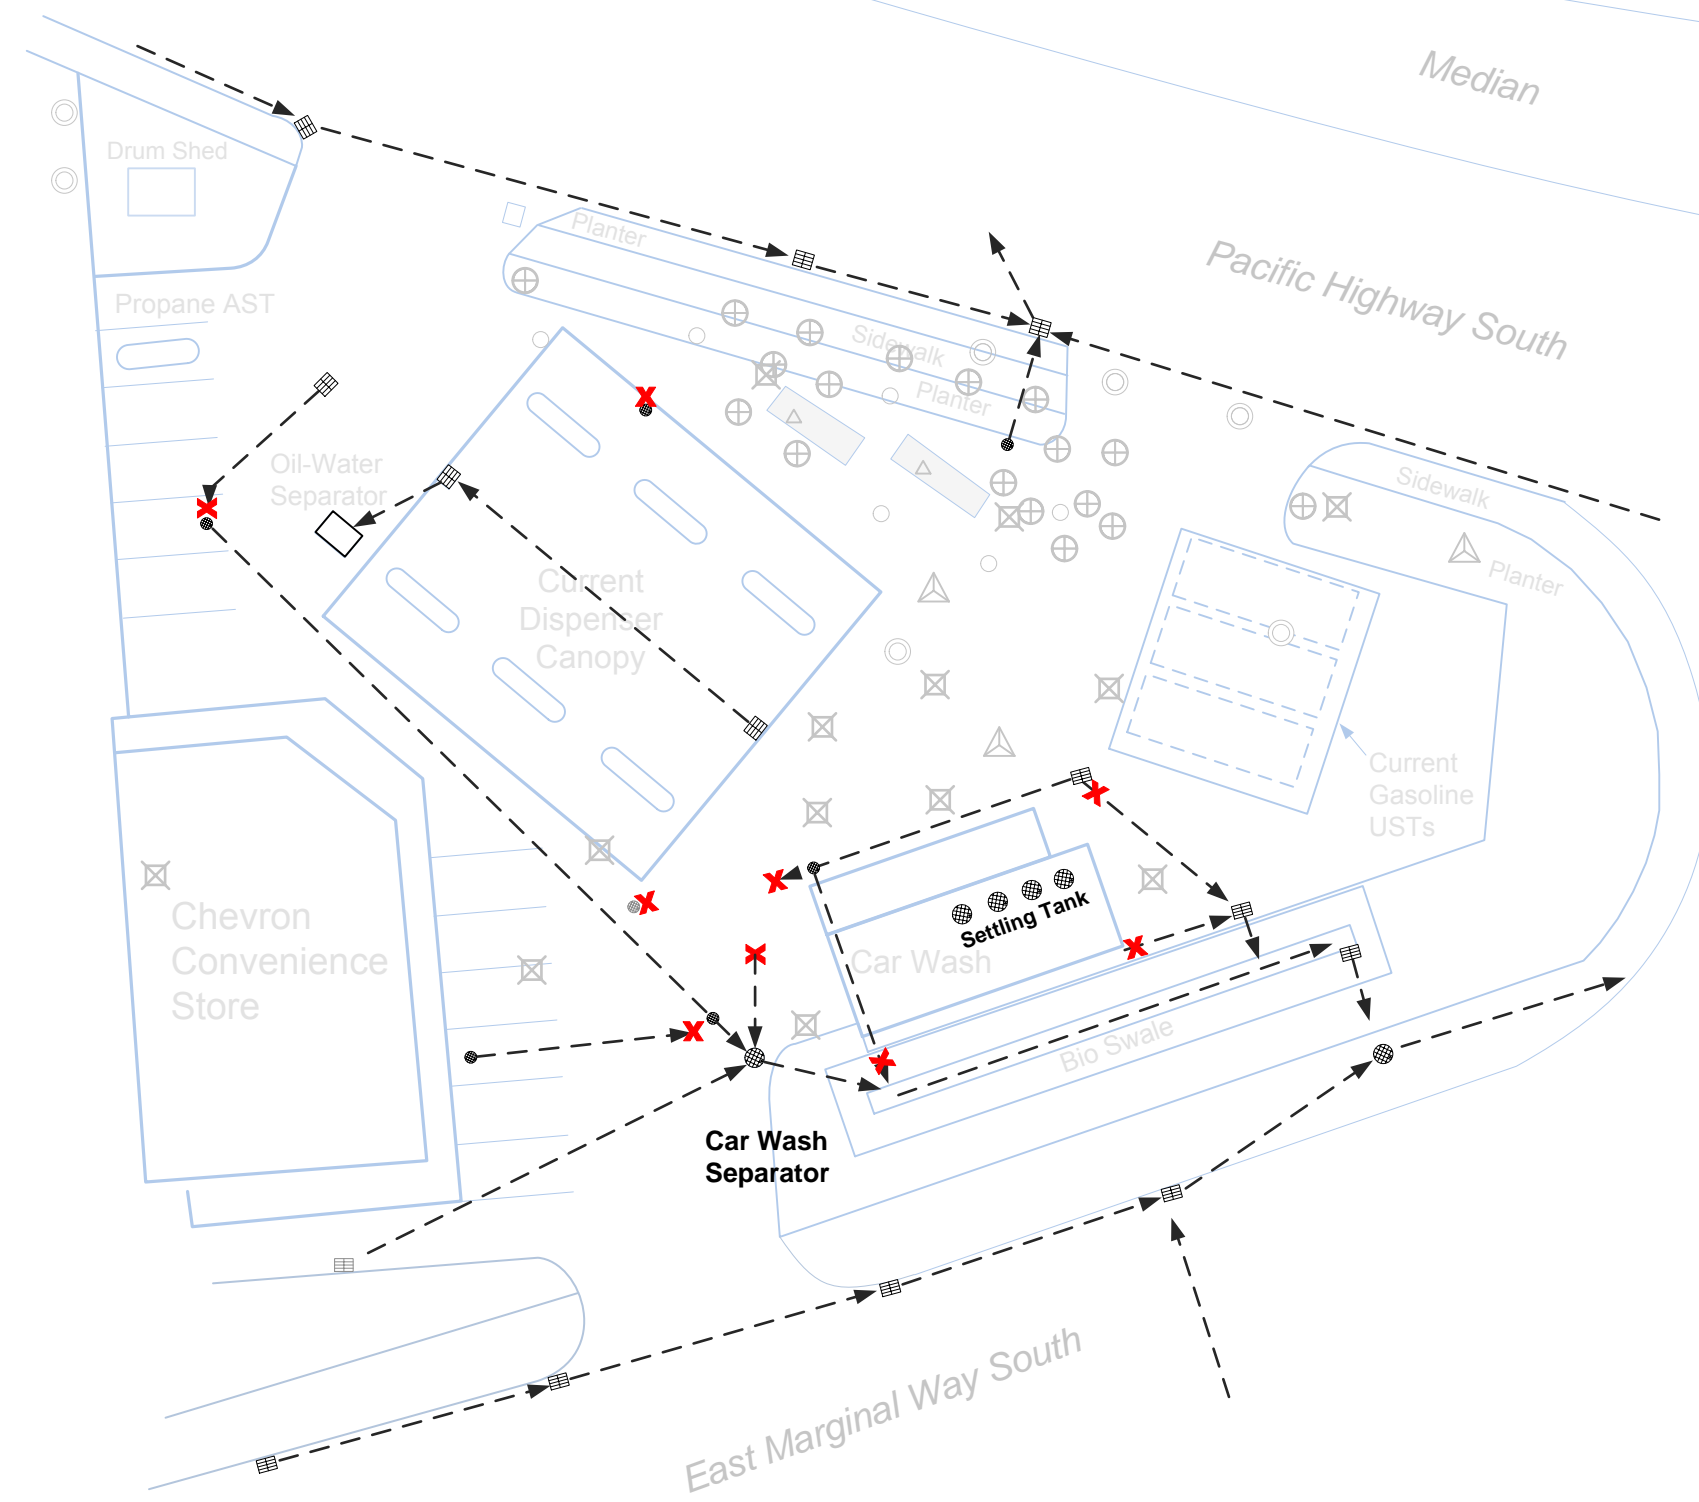 Median
Drum Shed
Planter
Pacific Highway South
Propane AST
Sidewalk
Planter
Oil-Water
Separator
Sidewalk
Planter
Current
Dispenser
Canopy
Current
Gasoline
USTs
Settling Tank
Chevron
Convenience
Store
Car Wash
Bio Swale
Car Wash
Separator
East Marginal Way South